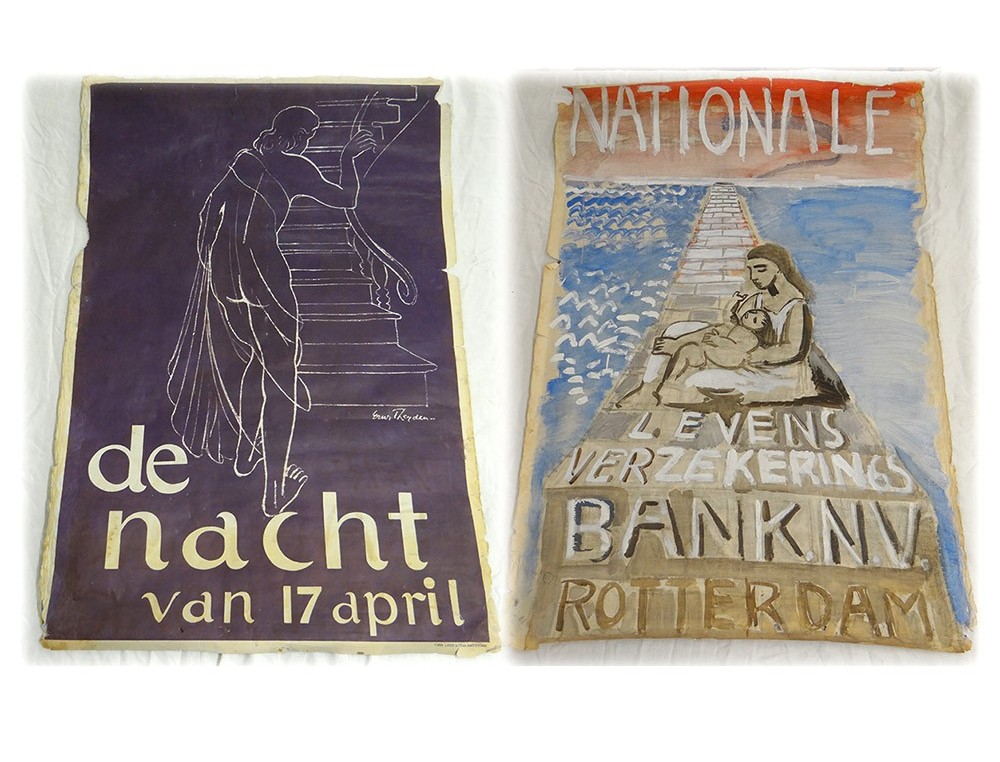 de
nacht
van 17 april
NATIONALE
LEVENS
VERZEKERINGS
BANK.N.V.
ROTTERDAM